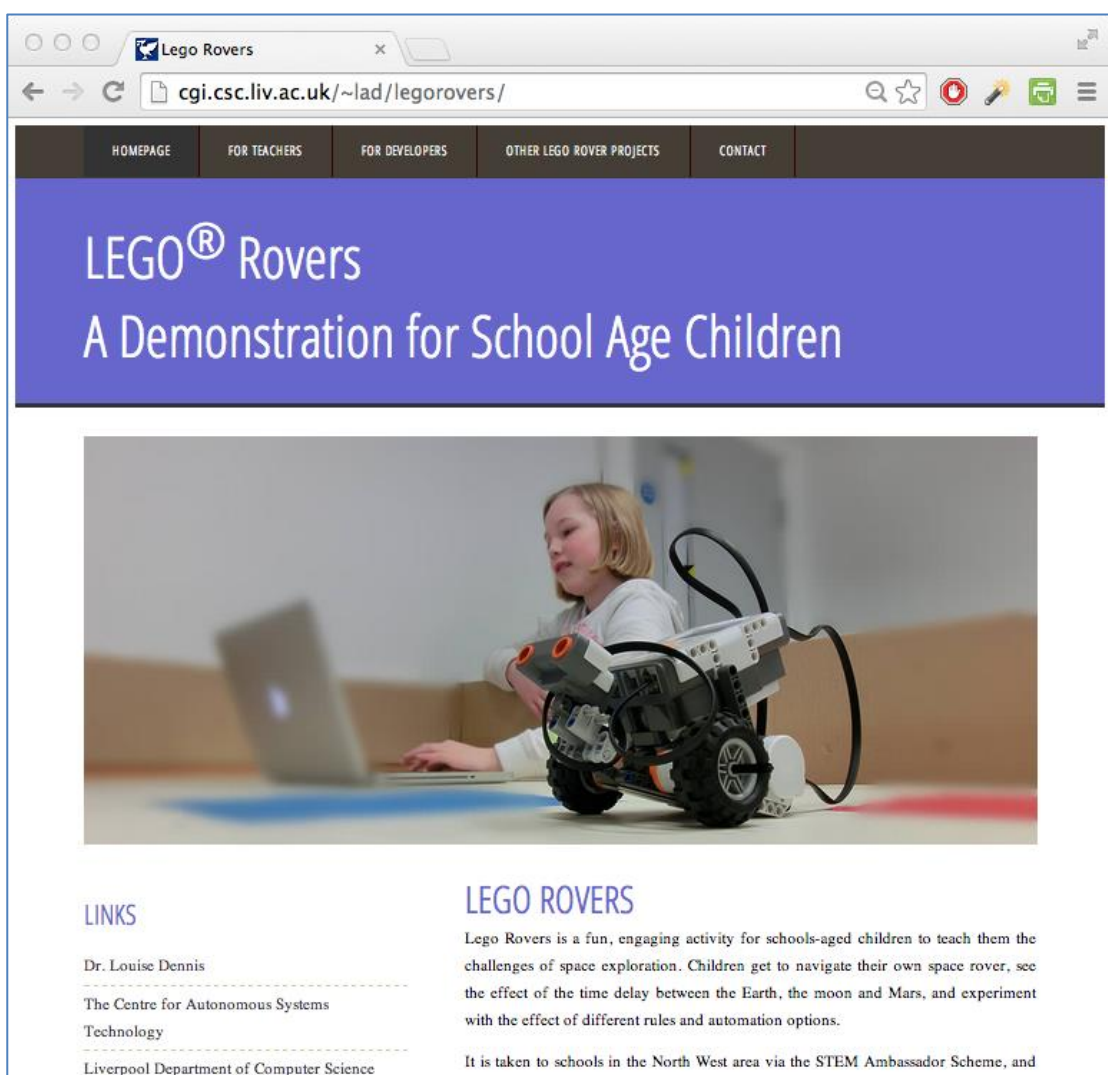 Lego Rovers
cgi.csc.liv.ac.uk/~lad/legorovers/
HOMEPAGE
FOR TEACHERS
FOR DEVELOPERS
OTHER LEGO ROVER PROJECTS
CONTACT
LEGO® Rovers
A Demonstration for School Age Children
LINKS
Dr. Louise Dennis
The Centre for Autonomous Systems
Technology
Liverpool Department of Computer Science
LEGO ROVERS
Lego Rovers is a fun, engaging activity for schools-aged children to teach them the
challenges of space exploration. Children get to navigate their own space rover, see
the effect of the time delay between the Earth, the moon and Mars, and experiment
with the effect of different rules and automation options.
It is taken to schools in the North West area via the STEM Ambassador Scheme, and